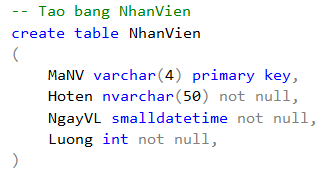 -- Tao bang NhanVien
create table NhanVien
(
    MaNV varchar(4) primary key,
    Hoten nvarchar(50) not null,
    NgayVL smalldatetime not null,
    Luong int not null,
)